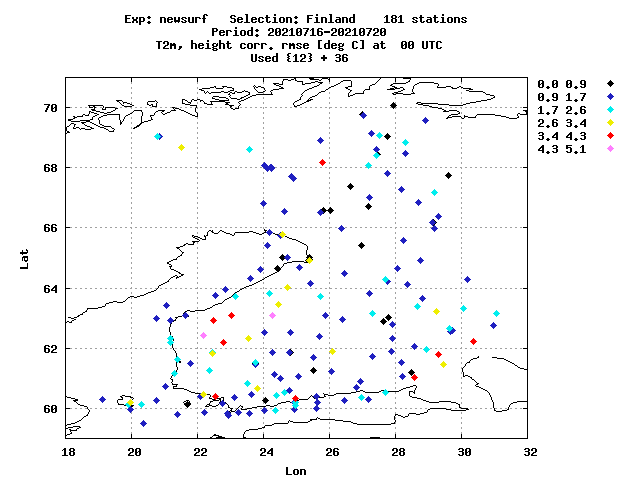 Exp: newsurf   Selection: Finland    181 stations
Period: 20210716-20210720
T2m, height corr. rmse [deg C] at  00 UTC
Used {12} + 36
0.0 0.9
0.9 1.7
1.7 2.6
2.6 3.4
3.4 4.3
4.3 5.1
70
68
66
64
62
60
Lat
18 20 22 24 26 28 30 32
Lon